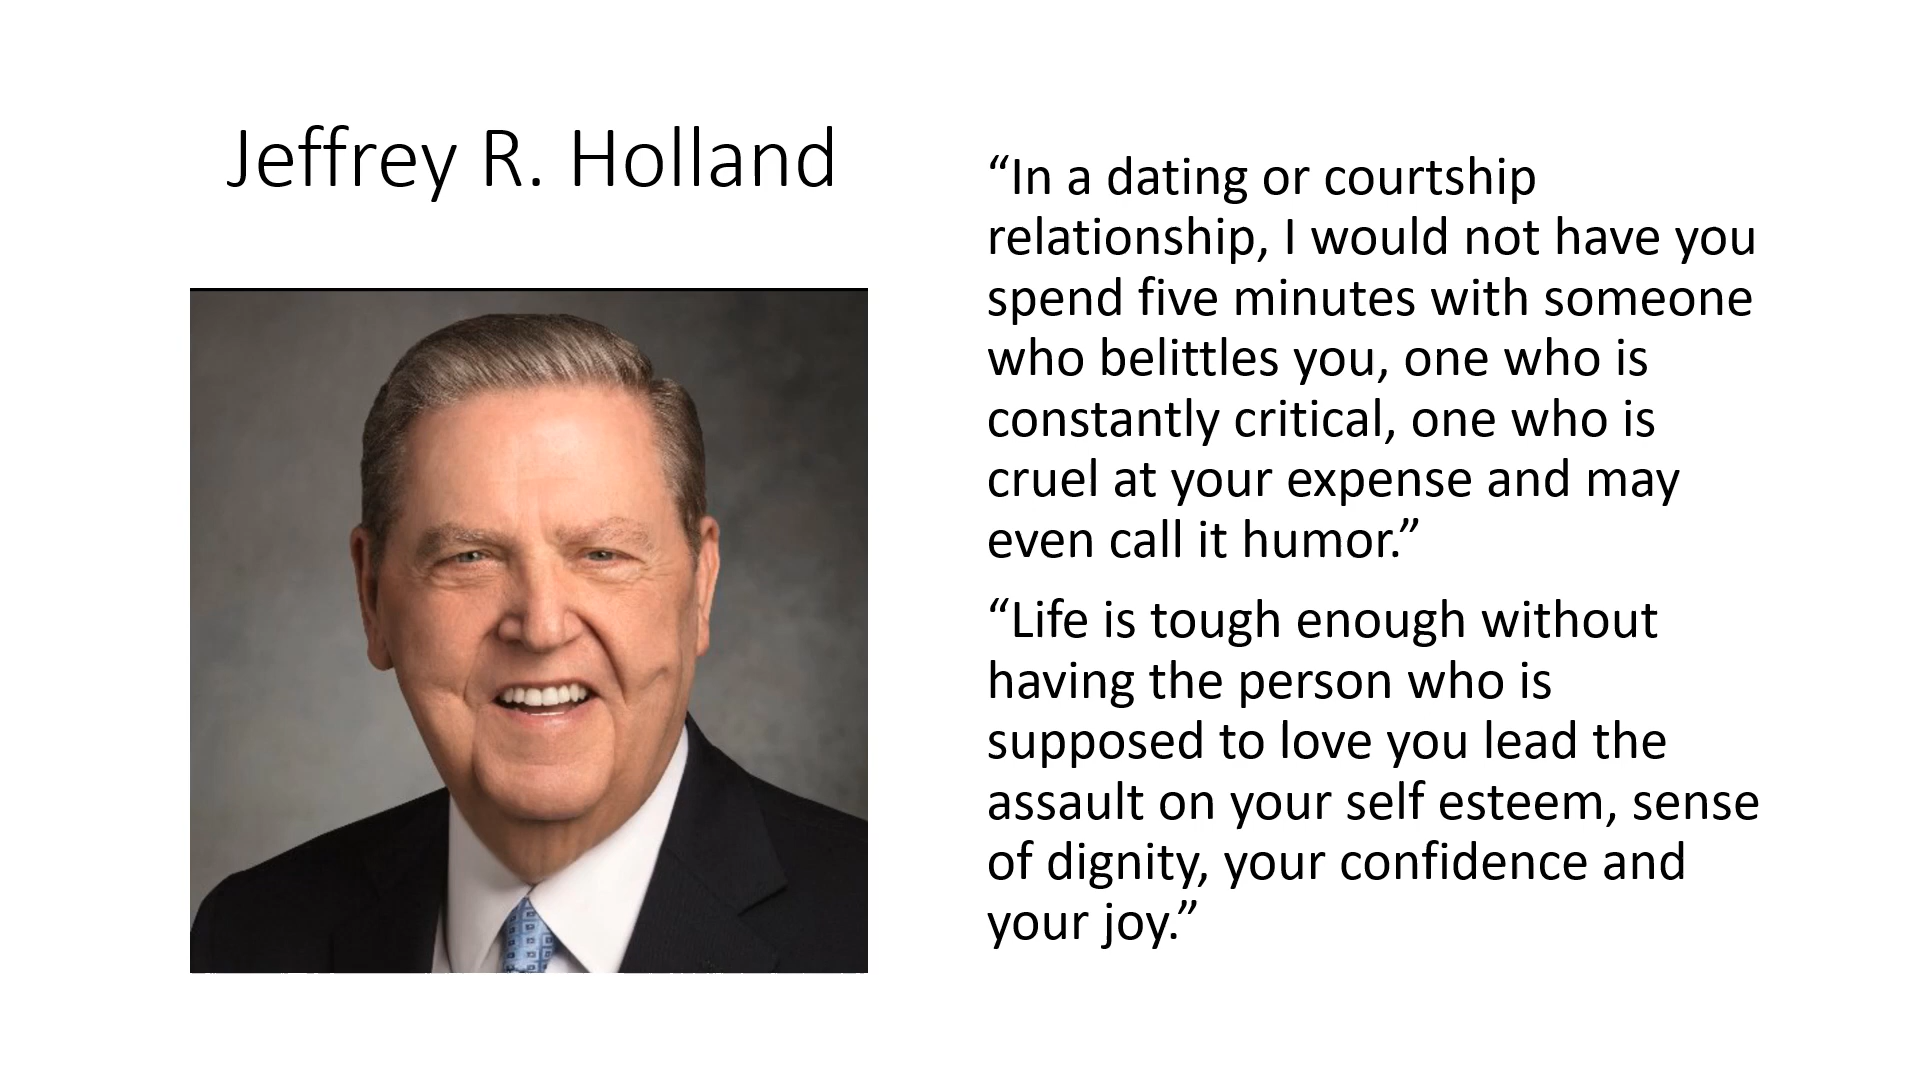 Jeffrey R. Holland
“In a dating or courtship
relationship, I would not have you
spend five minutes with someone
who belittles you, one who is
constantly critical, one who is
cruel at your expense and may
even call it humor.”
“Life is tough enough without
having the person who is
supposed to love you lead the
assault on your self esteem, sense
of dignity, your confidence and
your joy.”